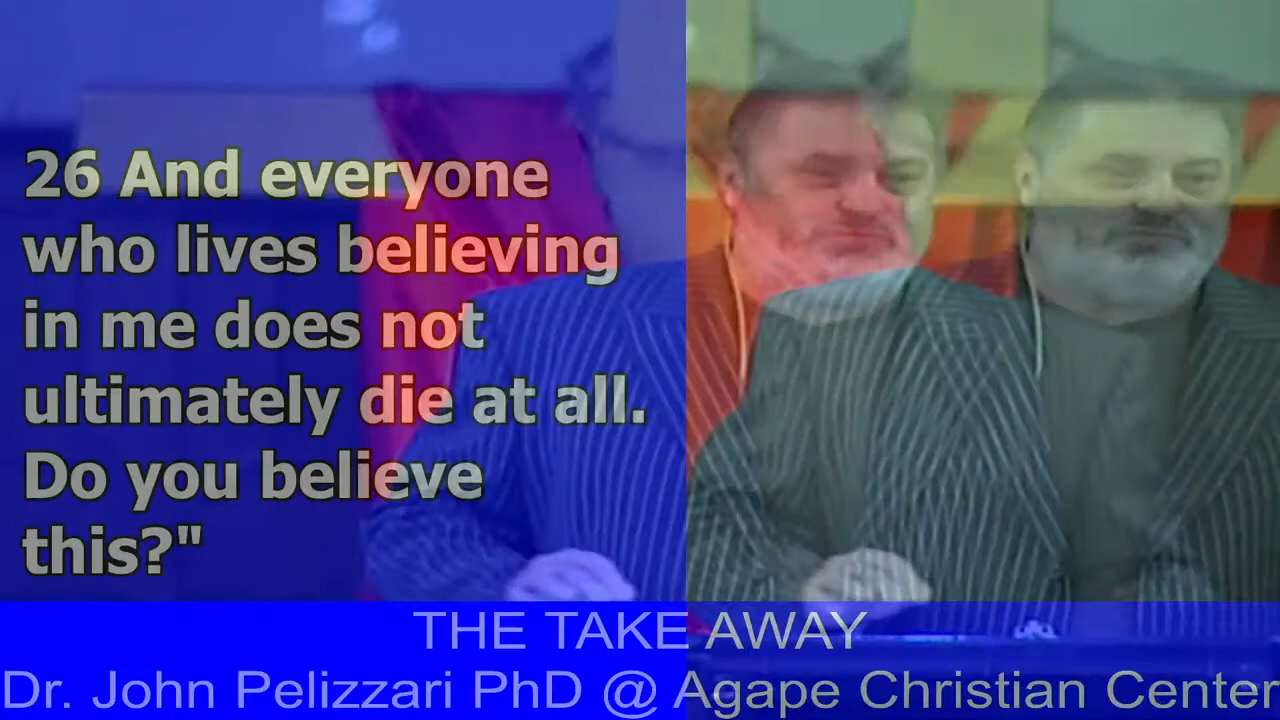 26 And everyone
who lives believing
in me does not
ultimately die at all.
Do you believe
this?"
THE TAKE AWAY
Dr. John Pelizzari PhD @ Agape Christian Center